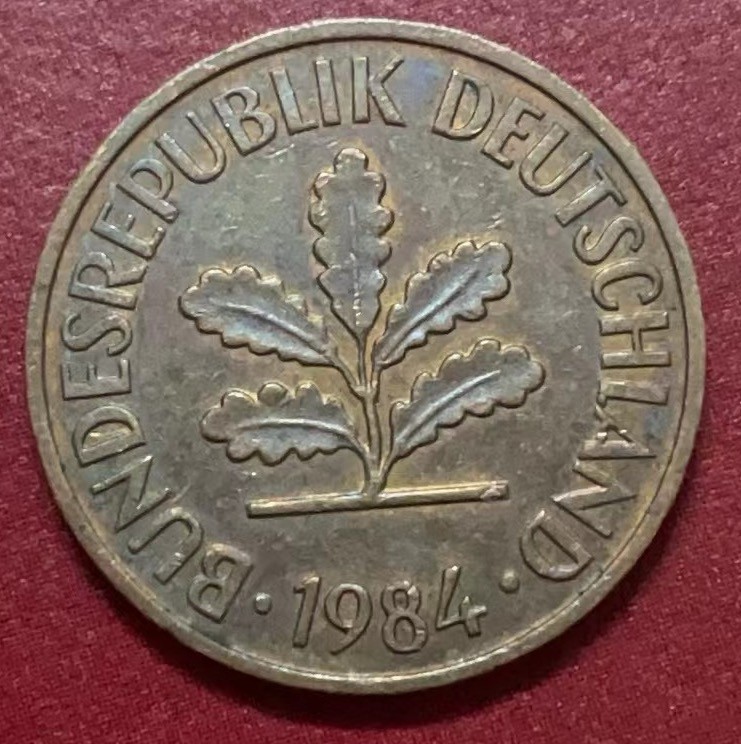 BUNDESREPUBLIK DEUTSCHLAND
· 1984 ·